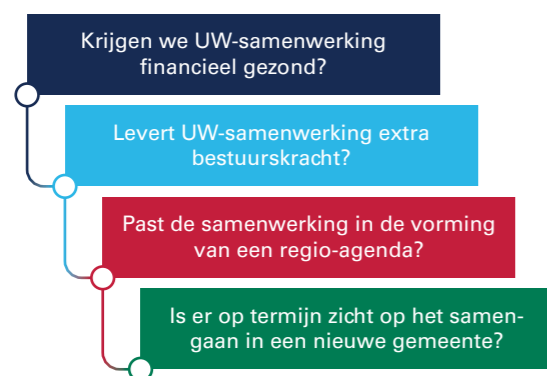 Krijgen we UW-samenwerking
financieel gezond?
Levert UW-samenwerking extra
bestuurskracht?
Past de samenwerking in de vorming
van een regio-agenda?
Is er op termijn zicht op het samen-
gaan in een nieuwe gemeente?